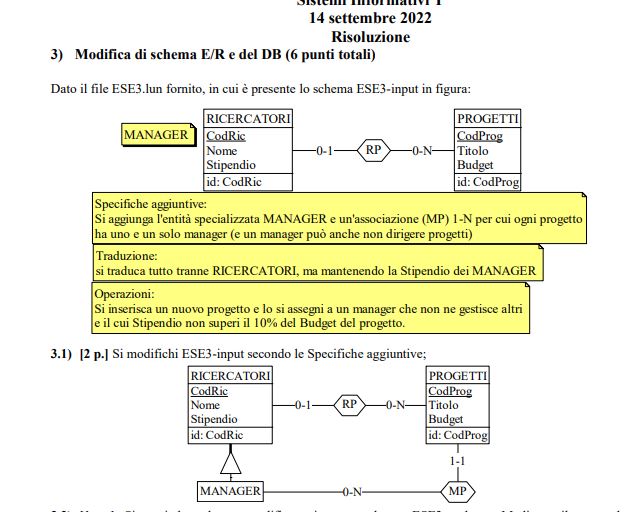 Sistemi Informativi T
14 settembre 2022
Risoluzione
3) Modifica di schema E/R e del DB (6 punti totali)
Dato il file ESE3.lun fornito, in cui è presente lo schema ESE3-input in figura:
MANAGER
RICERCATORI
CodRic
Nome
Stipendio
id: CodRic
0-1
RP
0-N
PROGETTI
CodProg
Titolo
Budget
id: CodProg
Specifiche aggiuntive:
Si aggiunga l'entità specializzata MANAGER e un'associazione (MP) 1-N per cui ogni progetto
ha uno e un solo manager (e un manager può anche non dirigere progetti)
Traduzione:
si traduca tutto tranne RICERCATORI, ma mantenendo la Stipendio dei MANAGER
Operazioni:
Si inserisca un nuovo progetto e lo si assegni a un manager che non ne gestisce altri
e il cui Stipendio non superi il 10% del Budget del progetto.
3.1) [2 p.] Si modifichi ESE3-input secondo le Specifiche aggiuntive;
RICERCATORI
CodRic
Nome
Stipendio
id: CodRic
0-1
RP
0-N
PROGETTI
CodProg
Titolo
Budget
id: CodProg
1-1
MANAGER
0-N
MP